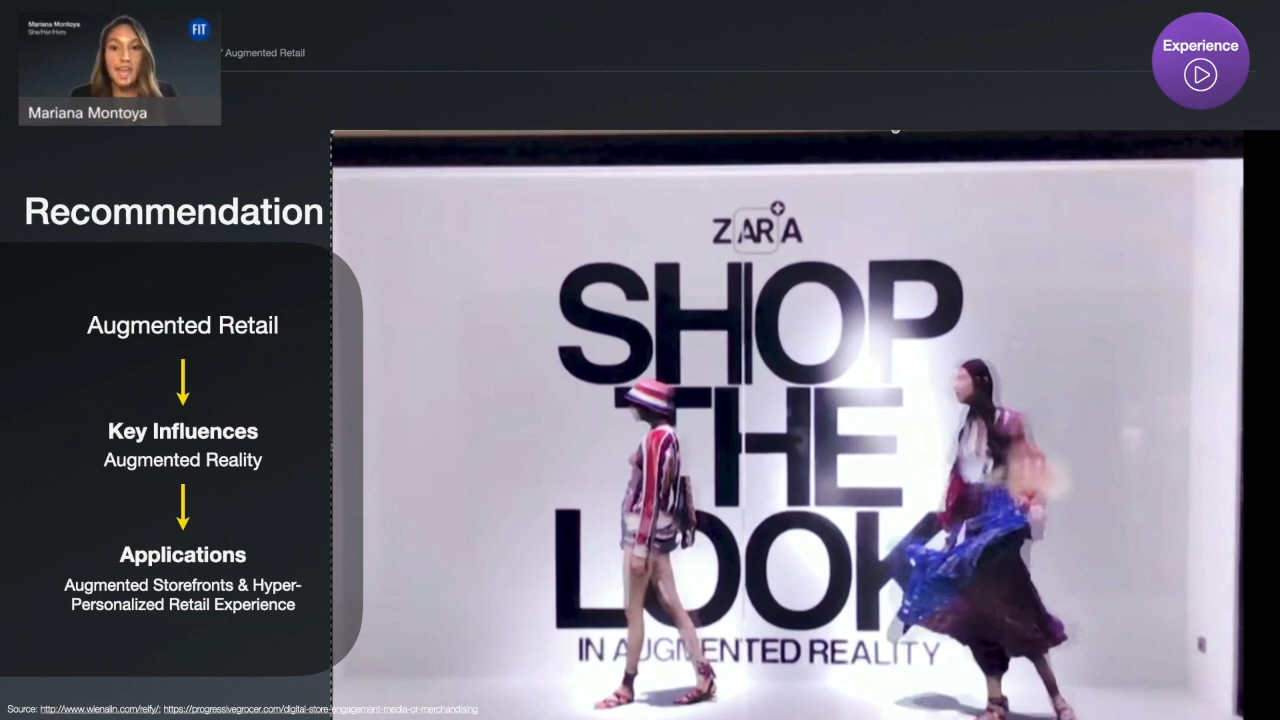 Mariana Montoya
She/Her/Hers
FIT
Mariana Montoya
/ Augmented Retail
Experience
Recommendation
Augmented Retail
Key Influences
Augmented Reality
Applications
Augmented Storefronts & Hyper-
Personalized Retail Experience
ZARA
SHOP
THE
LOOK
IN AUGMENTED REALITY
Source: http://www.wienalin.com/reify/; https://progressivegrocer.com/digital-store-engagement-media-or-merchandising